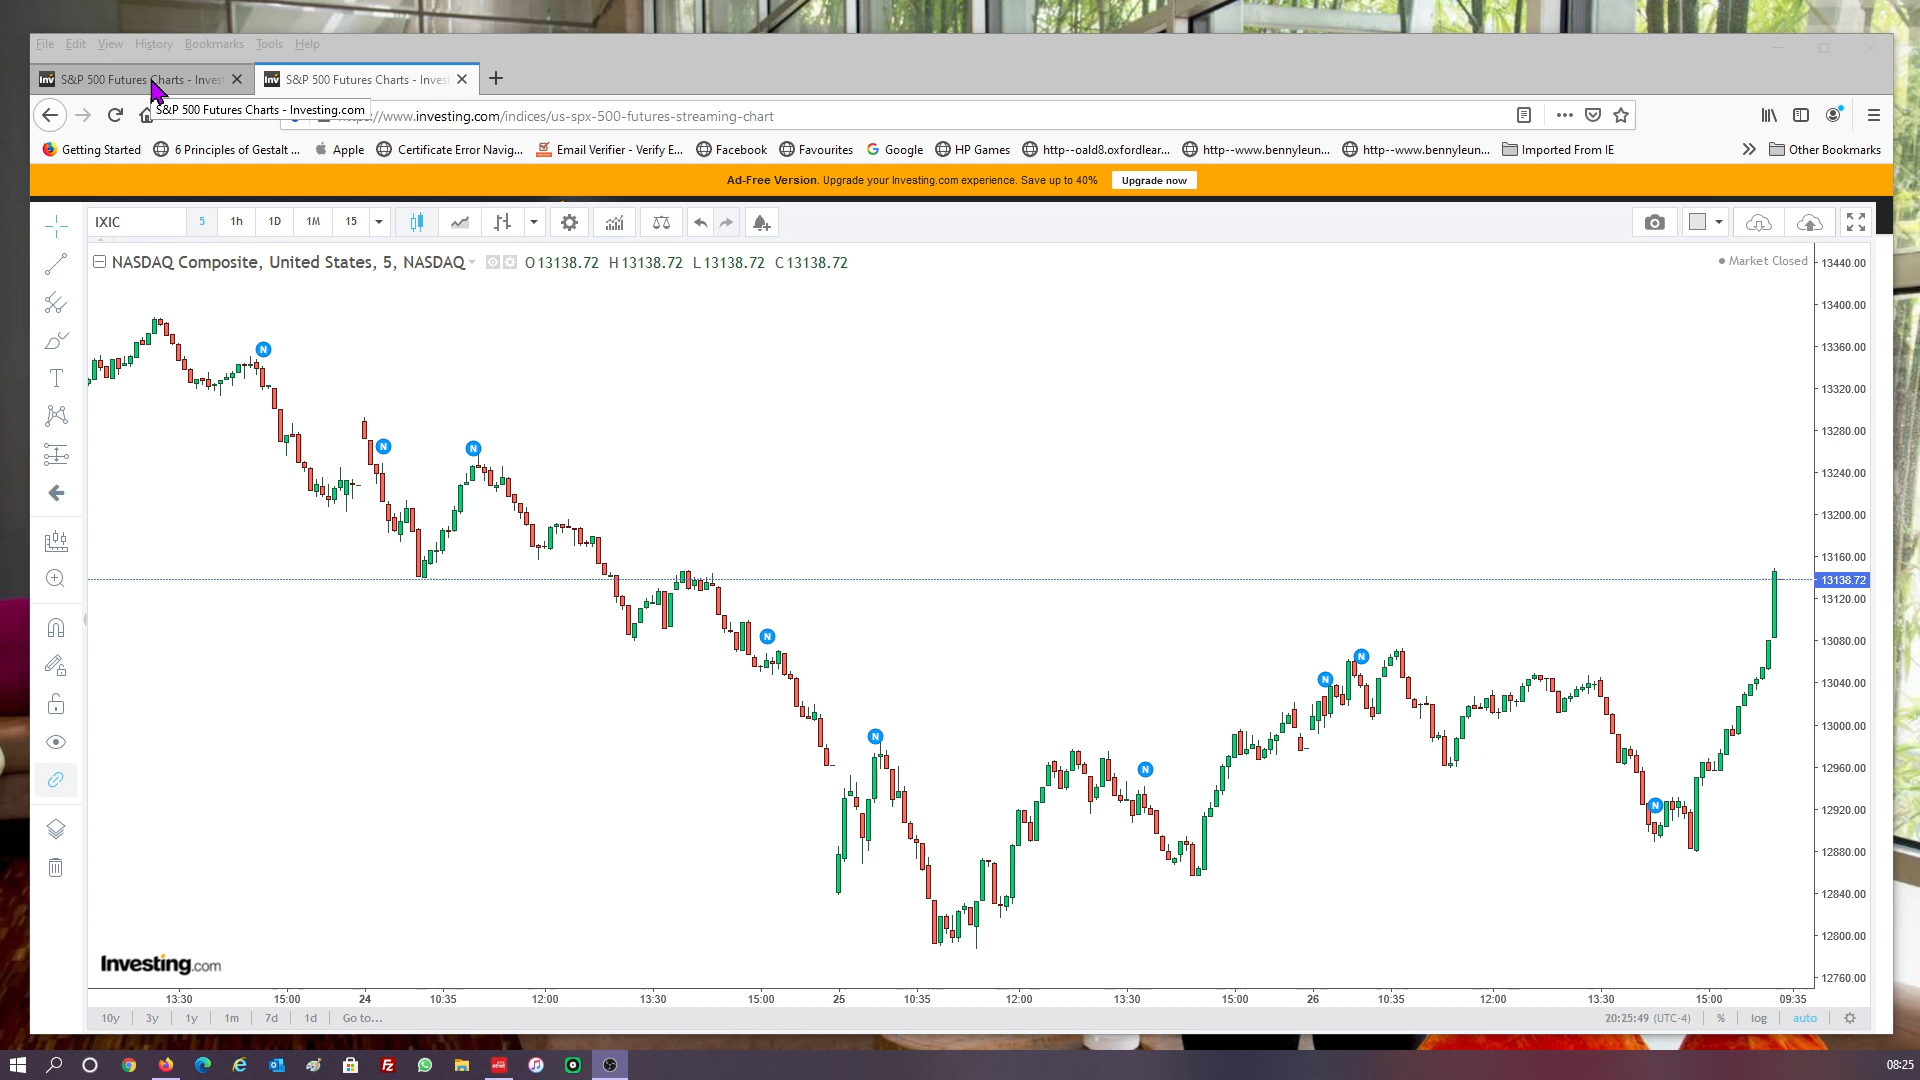 File Edit View History Bookmarks Tools Help
S&P 500 Futures Charts - Inves
S&P 500 Futures Charts - Inves
S&P 500 Futures Charts - Investing.com
://www.investing.com/indices/us-spx-500-futures-streaming-chart
Getting Started 6 Principles of Gestalt ... Apple Certificate Error Navig... Email Verifier - Verify E... Facebook Favourites Google HP Games http--oald8.oxfordlear... http--www.bennyleun... http--www.bennyleun... Imported From IE Other Bookmarks
Ad-Free Version. Upgrade your Investing.com experience. Save up to 40% Upgrade now
IXIC 5 1h 1D 1M 15
NASDAQ Composite, United States, 5, NASDAQ O 13138.72 H 13138.72 L 13138.72 C 13138.72
Market Closed
13440.00
13400.00
13360.00
13320.00
13280.00
13240.00
13200.00
13160.00
13138.72
13120.00
13080.00
13040.00
13000.00
12960.00
12920.00
12880.00
12840.00
12800.00
12760.00
N
N
N
N
N
N
N
N
N
Investing.com
13:30 15:00 24 10:35 12:00 13:30 15:00 25 10:35 12:00 13:30 15:00 26 10:35 12:00 13:30 15:00 09:35
10y 3y 1y 1m 7d 1d Go to... 20:25:49 (UTC-4) % log auto
08:25